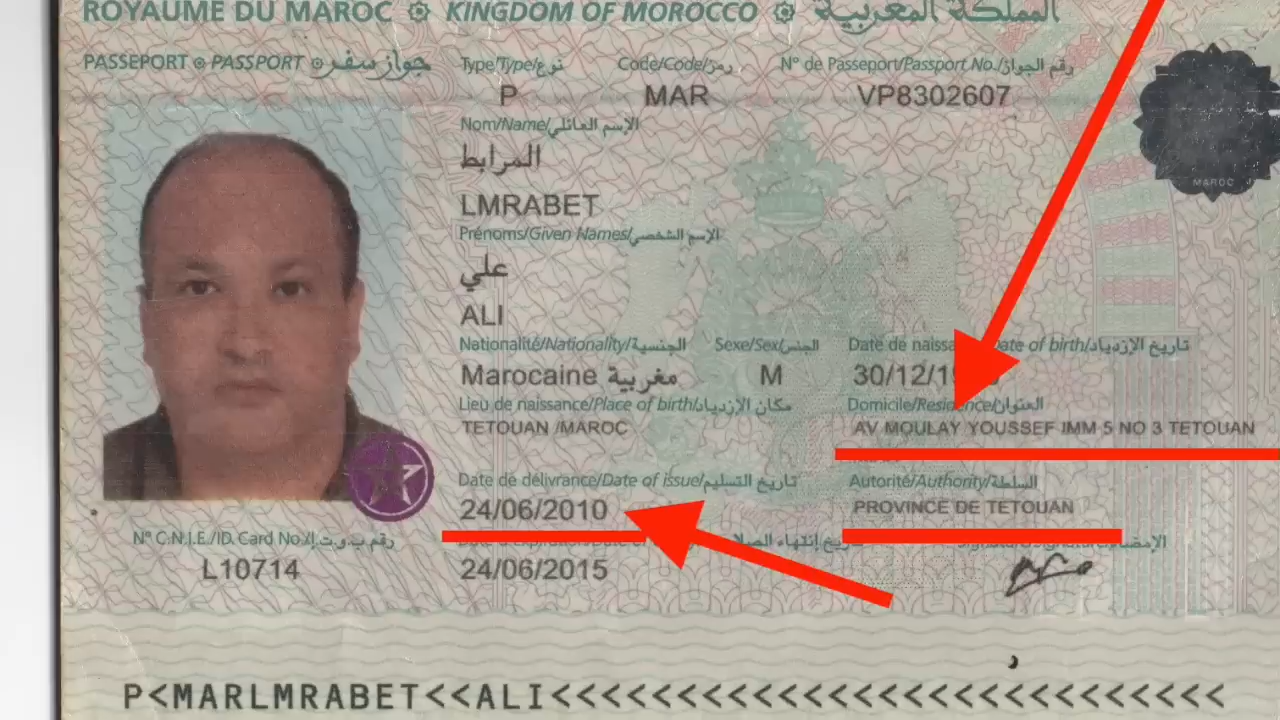 ROYAUME DU MAROC KINGDOM OF MOROCCO المملكة المغربية
PASSEPORT PASSPORT جواز سفر
Type/Type/نوع Code/Code/رمز N° de Passeport/Passport No./رقم الجواز
P MAR VP8302607
MAROC
Nom/Name/الإسم العائلي
المرابط
LMRABET
Prénoms/Given Names/الإسم الشخصي
علي
ALI
Nationalité/Nationality/الجنسية Sexe/Sex/الجنس Date de of birth/تاريخ الإزدياد
Marocaine مغربية M 30/12/
Lieu de naissance/Place of birth/مكان الإزدياد Domicile/Residence/العنوان
TETOUAN /MAROC AV MOULAY YOUSSEF IMM 5 NO 3 TETOUAN
Date de délivrance/Date of issue/تاريخ التسليم Autorité/Authority/السلطة
24/06/2010 PROVINCE DE TETOUAN
N° C.N.I.E./ID. Card No./رقم ب.و.ت.إ
L10714 24/06/2015
P<MARLMRABET<<ALI<<<<<<<<<<<<<<<<<<<<<<<<<<<